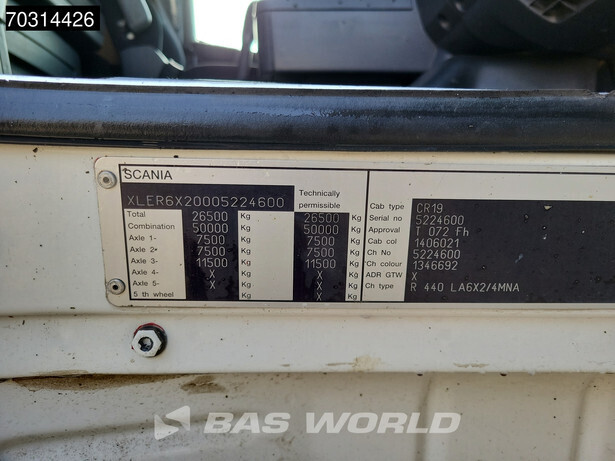 70314426
SCANIA
XLER6X20005224600 Technically permissible
Total 26500 Kg 26500 Kg
Combination 50000 Kg 50000 Kg
Axle 1- 7500 Kg 7500 Kg
Axle 2- 7500 Kg 7500 Kg
Axle 3- 11500 Kg 11500 Kg
Axle 4- X Kg X Kg
Axle 5- X Kg X Kg
5 th wheel Kg Kg
Cab type CR19
Serial no 5224600
Approval T 072 Fh
Cab col 1406021
Ch No 5224600
Ch colour 1346692
ADR GTW X
Ch type R 440 LA6X2/4MNA
BAS WORLD